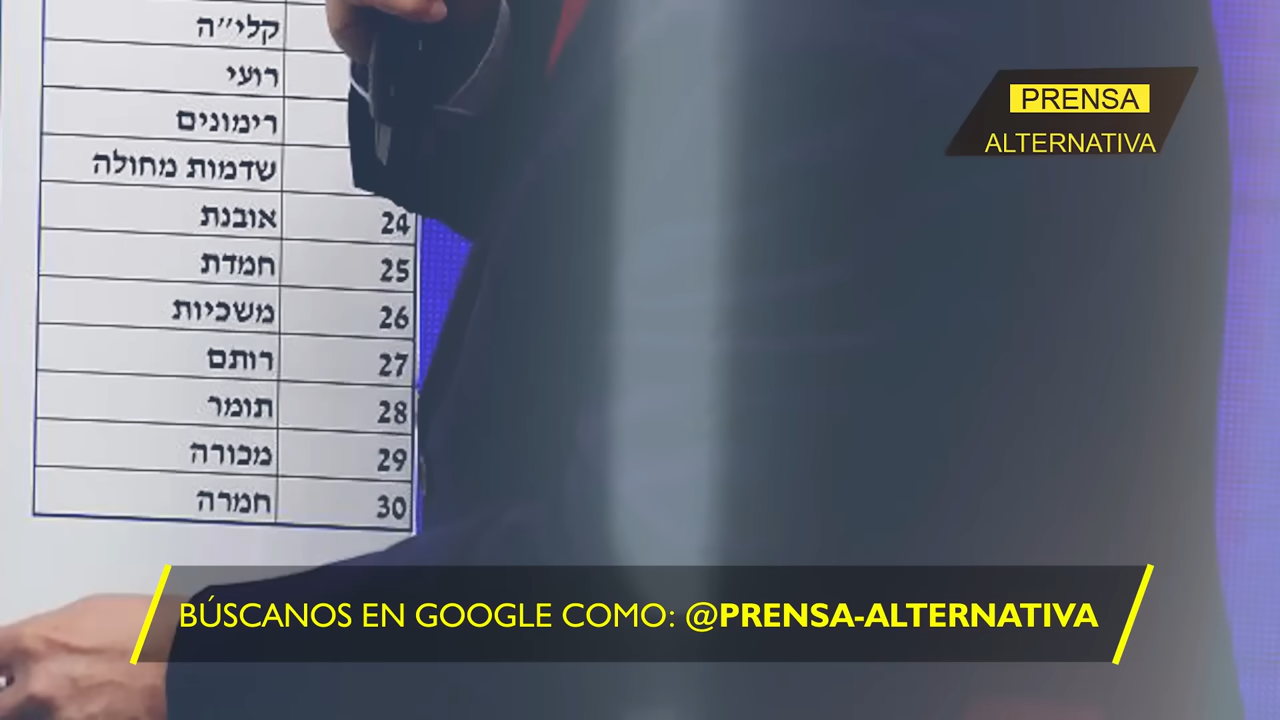 קלי״ה
רועי
רימונים
שדמות מחולה
24 אובנת
25 חמדת
26 משכיות
27 רותם
28 תומר
29 מכורה
30 חמרה
PRENSA
ALTERNATIVA
BÚSCANOS EN GOOGLE COMO: @PRENSA-ALTERNATIVA